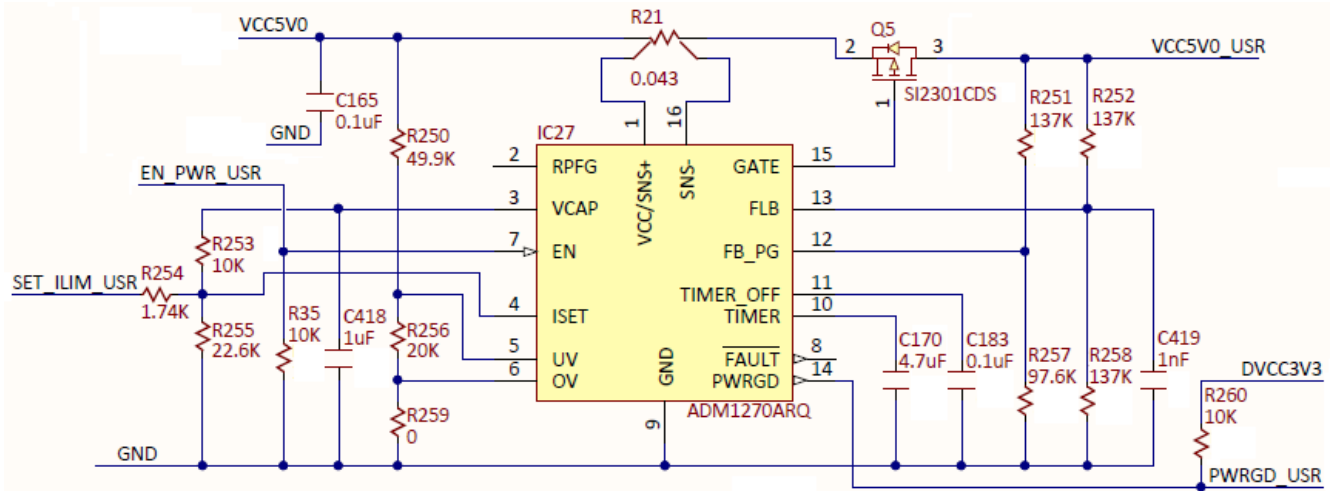 VCC5V0
R21
0.043
Q5
2
3
1
SI2301CDS
VCC5V0_USR
C165
0.1uF
GND
R250
49.9K
R251
137K
R252
137K
EN_PWR_USR
IC27
1
16
VCC/SNS+
SNS-
2
RPFG
GATE
15
3
VCAP
FLB
13
7
EN
FB_PG
12
R253
10K
SET_ILIM_USR
R254
1.74K
TIMER_OFF
11
4
ISET
TIMER
10
R255
22.6K
R35
10K
C418
1uF
R256
20K
5
UV
6
OV
GND
9
FAULT
8
PWRGD
14
ADM1270ARQ
C170
4.7uF
C183
0.1uF
R257
97.6K
R258
137K
C419
1nF
DVCC3V3
R260
10K
R259
0
GND
PWRGD_USR